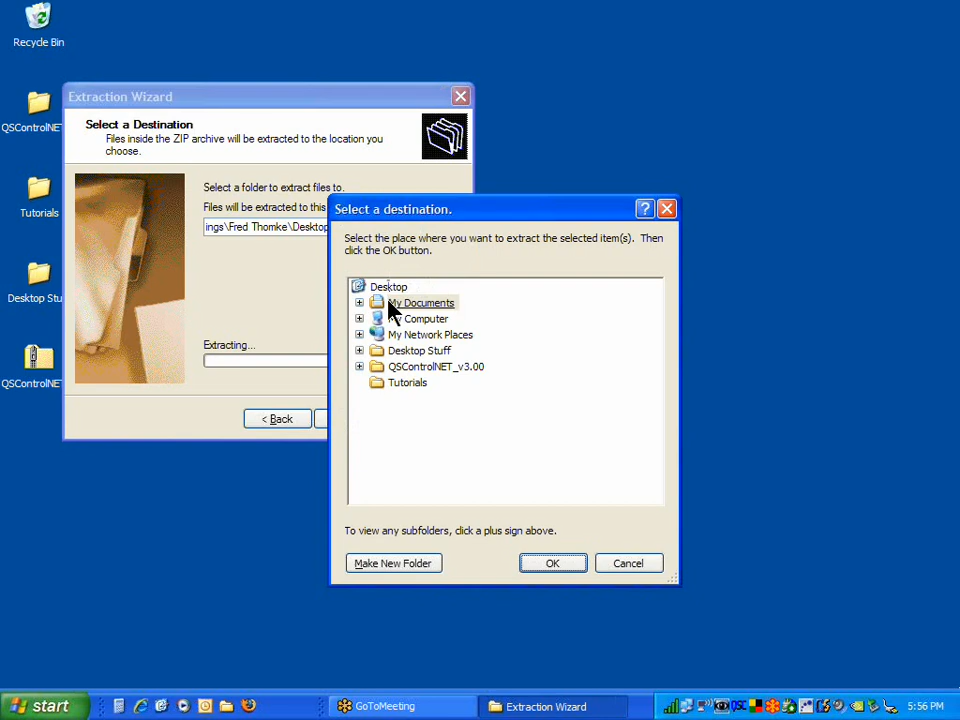 Recycle Bin
QSControlNET
Tutorials
Desktop Stu
QSControlNET
Extraction Wizard
Select a Destination
Files inside the ZIP archive will be extracted to the location you
choose.
Select a folder to extract files to.
Files will be extracted to this
ings\Fred Thomke\Desktop
Extracting...
< Back
Select a destination.
Select the place where you want to extract the selected item(s). Then
click the OK button.
Desktop
My Documents
My Computer
My Network Places
Desktop Stuff
QSControlNET_v3.00
Tutorials
To view any subfolders, click a plus sign above.
Make New Folder
OK
Cancel
start
GoToMeeting
Extraction Wizard
QSC
5:56 PM